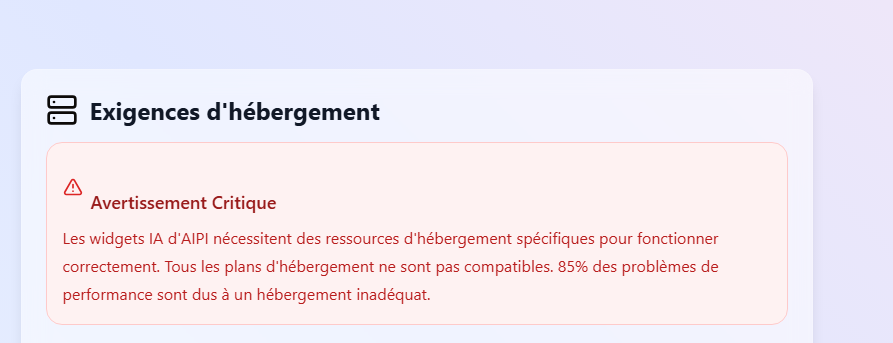 Exigences d'hébergement
Avertissement Critique
Les widgets IA d'AIPI nécessitent des ressources d'hébergement spécifiques pour fonctionner
correctement. Tous les plans d'hébergement ne sont pas compatibles. 85% des problèmes de
performance sont dus à un hébergement inadéquat.